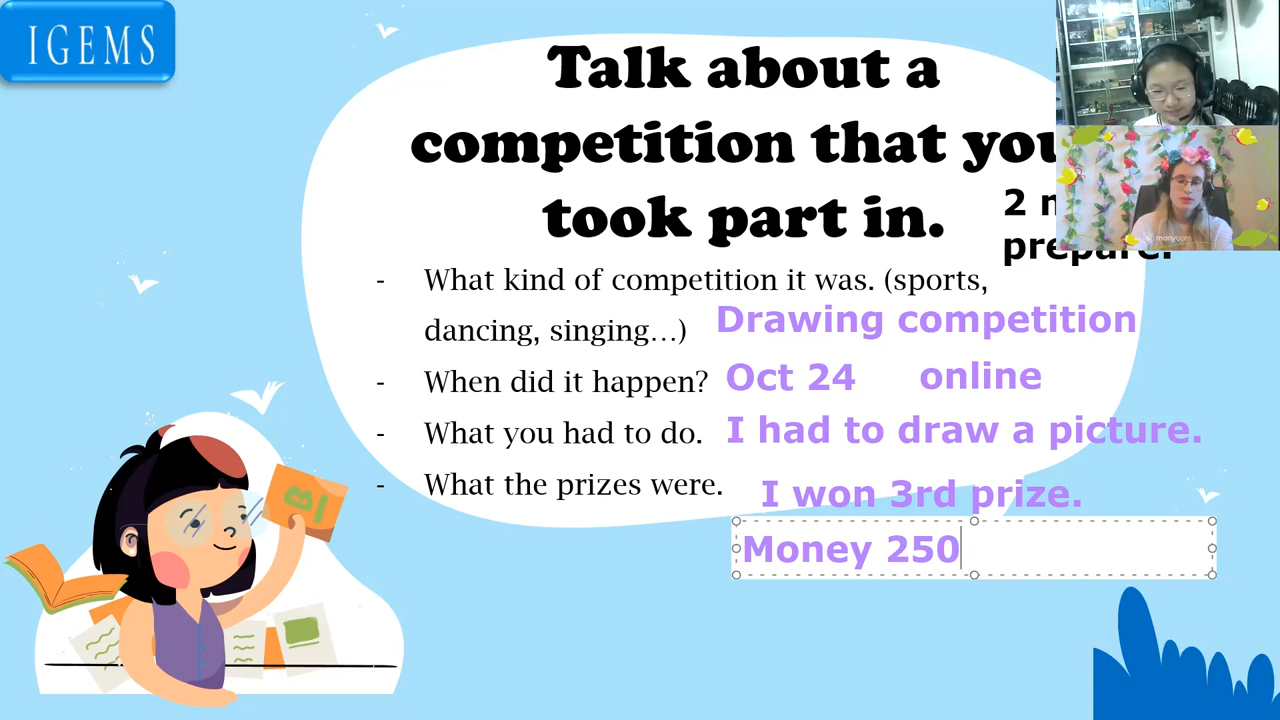 IGEMS
Talk about a
competition that you
took part in.
2
prepare.
- What kind of competition it was. (sports,
dancing, singing...)
Drawing competition
- When did it happen? Oct 24 online
- What you had to do. I had to draw a picture.
- What the prizes were.
I won 3rd prize.
Money 250